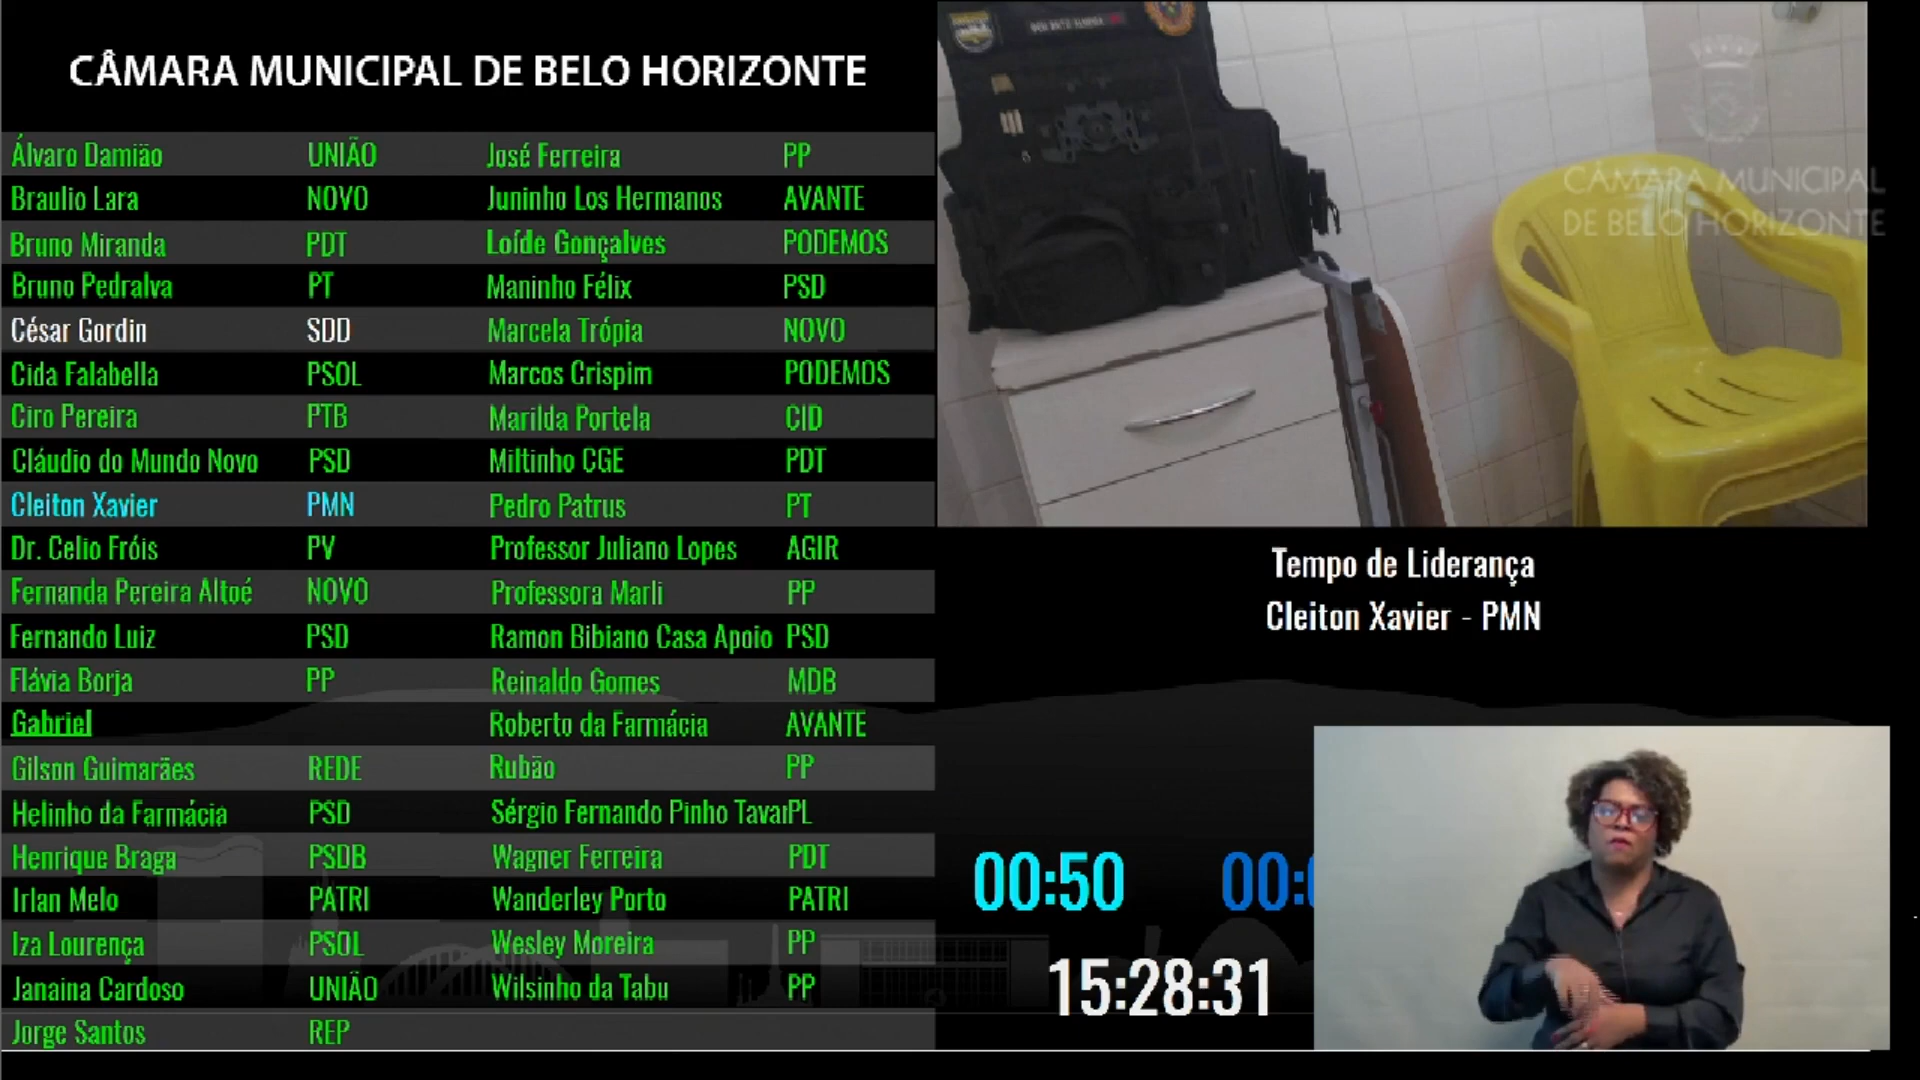 CÂMARA MUNICIPAL DE BELO HORIZONTE
Álvaro Damião UNIÃO José Ferreira PP
Braulio Lara NOVO Juninho Los Hermanos AVANTE
Bruno Miranda PDT Loíde Gonçalves PODEMOS
Bruno Pedralva PT Maninho Félix PSD
César Gordin SDD Marcela Trópia NOVO
Cida Falabella PSOL Marcos Crispim PODEMOS
Ciro Pereira PTB Marilda Portela CID
Cláudio do Mundo Novo PSD Miltinho CGE PDT
Cleiton Xavier PMN Pedro Patrus PT
Dr. Celio Fróis PV Professor Juliano Lopes AGIR
Fernanda Pereira Altoé NOVO Professora Marli PP
Fernando Luiz PSD Ramon Bibiano Casa Apoio PSD
Flávia Borja PP Reinaldo Gomes MDB
Gabriel Roberto da Farmácia AVANTE
Gilson Guimarães REDE Rubão PP
Helinho da Farmácia PSD Sérgio Fernando Pinho Tavar PL
Henrique Braga PSDB Wagner Ferreira PDT
Irlan Melo PATRI Wanderley Porto PATRI
Iza Lourença PSOL Wesley Moreira PP
Janaina Cardoso UNIÃO Wilsinho da Tabu PP
Jorge Santos REP
CÂMARA MUNICIPAL
DE BELO HORIZONTE
Tempo de Liderança
Cleiton Xavier - PMN
00:50 00:
15:28:31